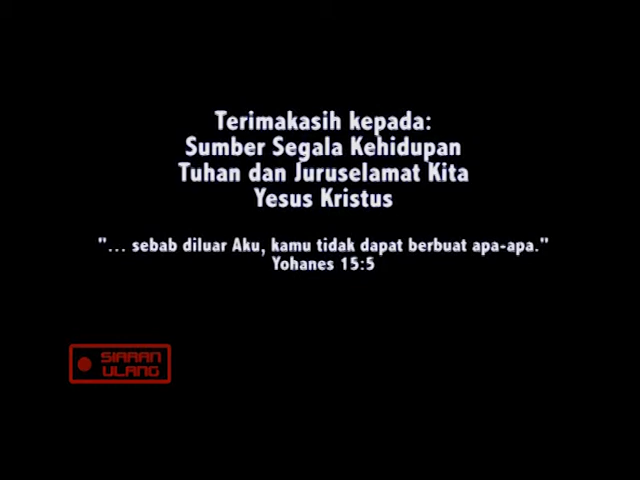 Terimakasih kepada:
Sumber Segala Kehidupan
Tuhan dan Juruselamat Kita
Yesus Kristus
"... sebab diluar Aku, kamu tidak dapat berbuat apa-apa."
Yohanes 15:5
SIARAN
ULANG